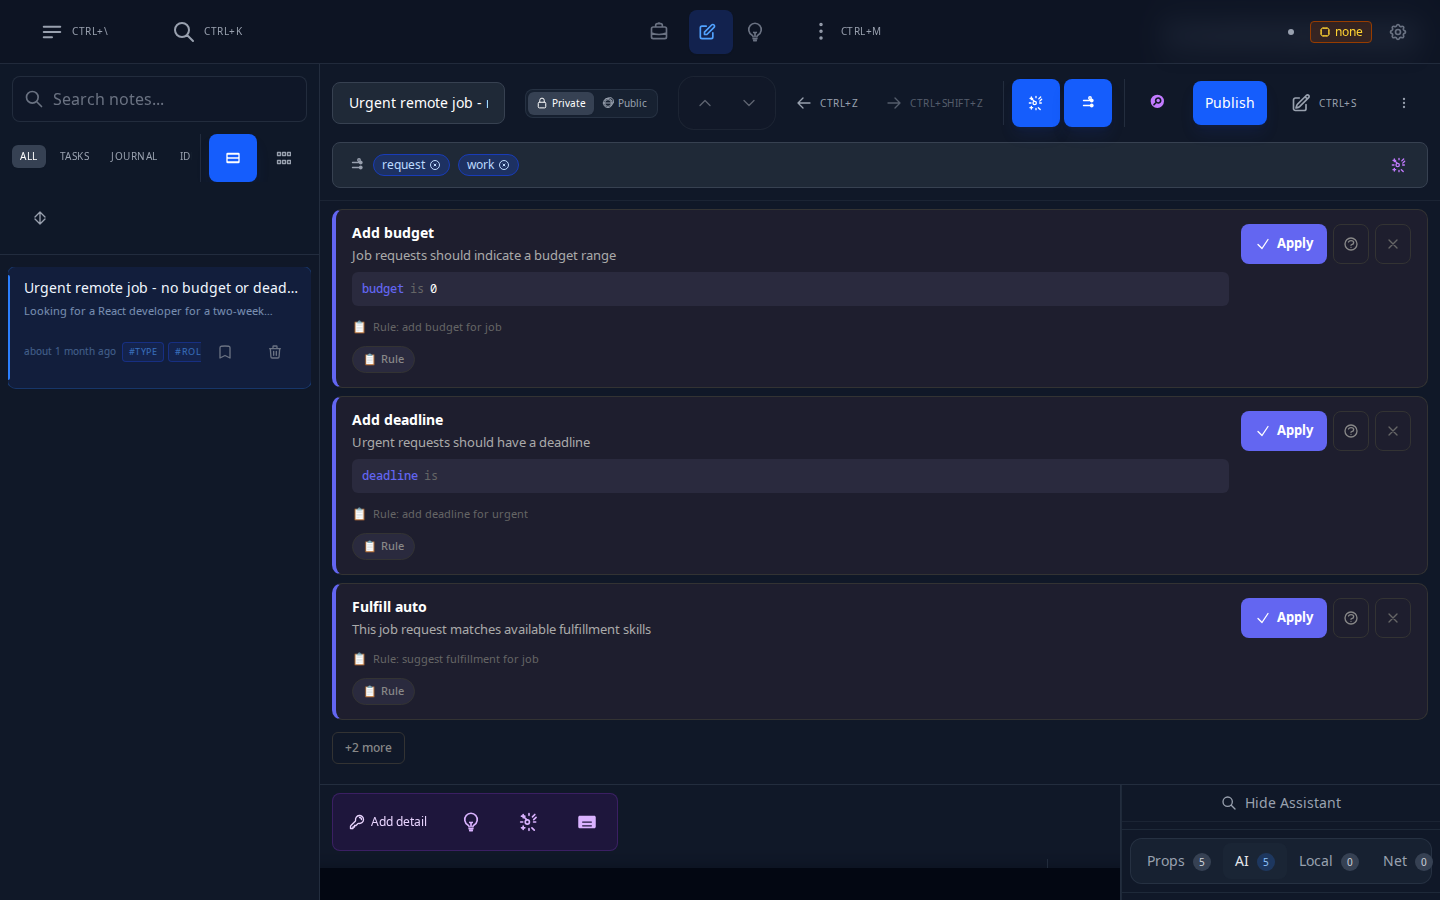 CTRL+\
CTRL+K
CTRL+M
none
Search notes...
ALL
TASKS
JOURNAL
ID
Urgent remote job - no budget or dead...
Looking for a React developer for a two-week...
about 1 month ago
#TYPE
#ROL
Urgent remote job -
Private
Public
CTRL+Z
CTRL+SHIFT+Z
Publish
CTRL+S
request
work
Add budget
Job requests should indicate a budget range
budget is 0
Rule: add budget for job
Rule
Apply
Add deadline
Urgent requests should have a deadline
deadline is
Rule: add deadline for urgent
Rule
Apply
Fulfill auto
This job request matches available fulfillment skills
Rule: suggest fulfillment for job
Rule
Apply
+2 more
Add detail
Hide Assistant
Props 5
AI 5
Local 0
Net 0